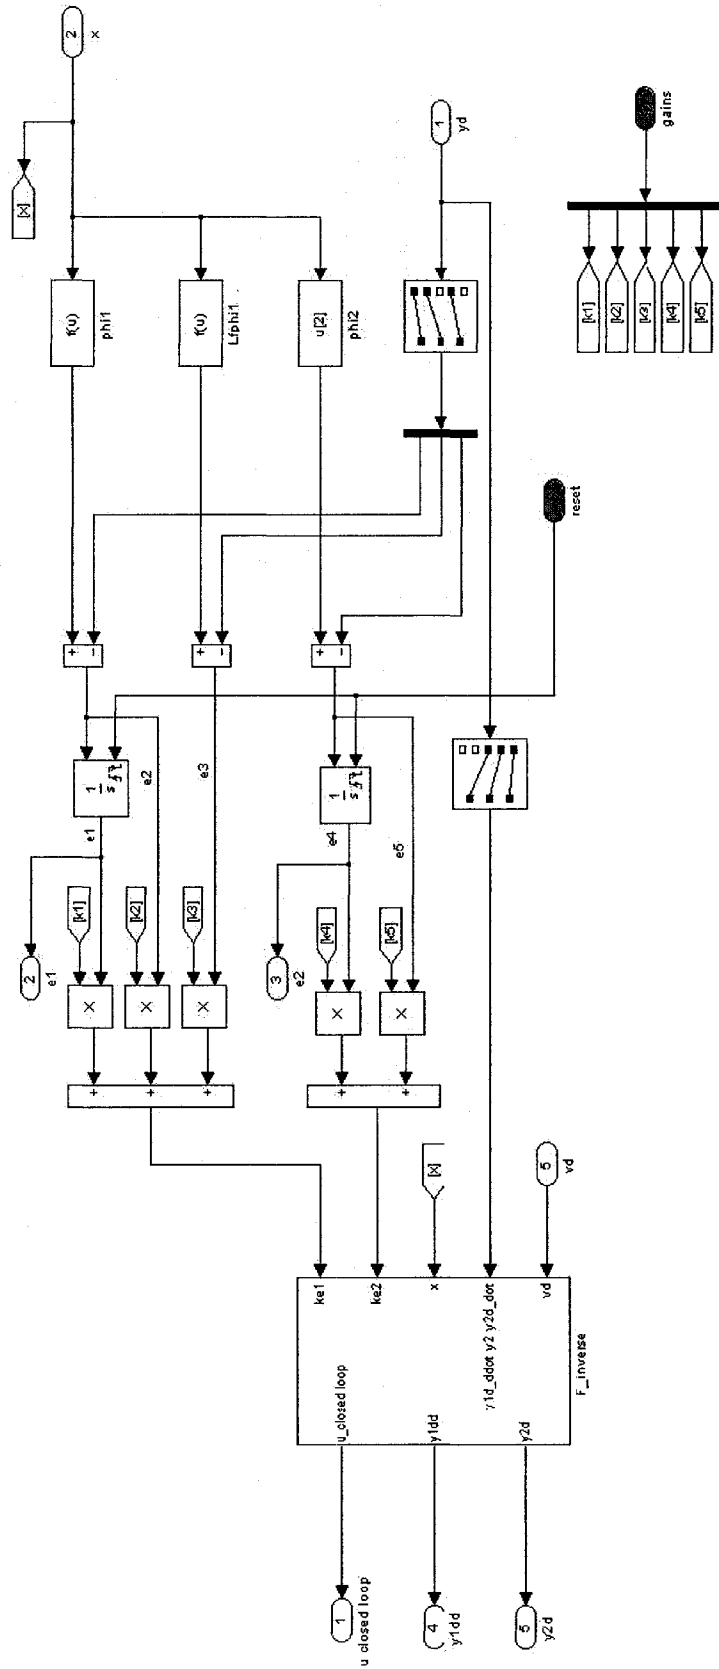 2
x
[x]
f(u)
phi1
f(u)
Lfphi1
u[2]
phi2
1
yd
gains
[k1]
[k2]
[k3]
[k4]
[k5]
reset
+
−
+
−
+
−
1
s
e1
e2
e3
1
s
e4
e5
2
e1
[k1]
[k2]
[k3]
3
e2
[k4]
[k5]
X
X
X
X
X
+
+
+
+
+
[x]
5
vd
ke1
ke2
x
y1d_ddot y2 y2d_dot
vd
u_closed loop
y1dd
y2d
F_inverse
1
u closed loop
4
y1dd
5
y2d